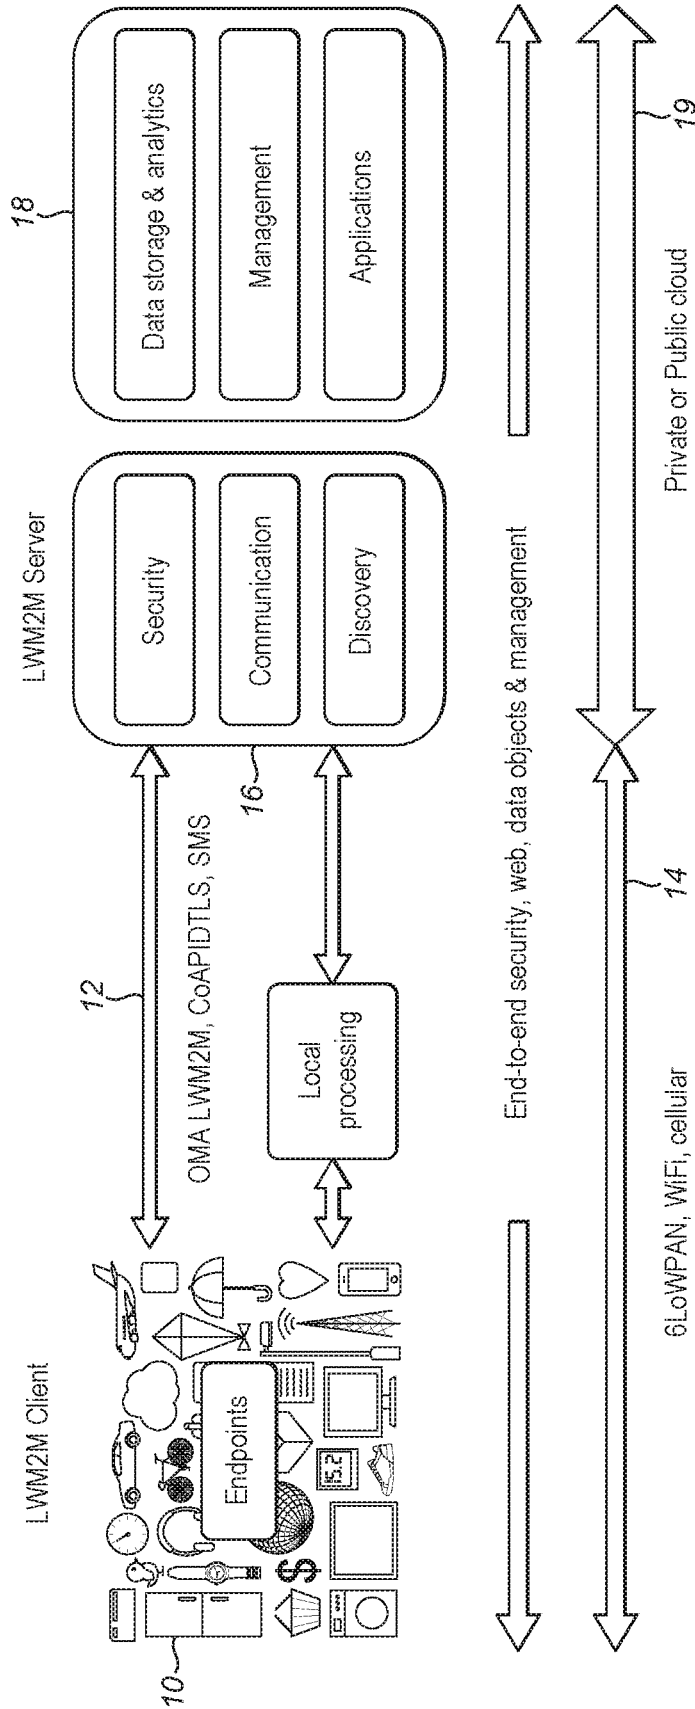 LWM2M Client
LWM2M Server
10
Endpoints
15.2
$
12
OMA LWM2M, CoAPIDTLS, SMS
Local
processing
16
Security
Communication
Discovery
18
Data storage & analytics
Management
Applications
End-to-end security, web, data objects & management
14
19
6LoWPAN, WiFi, cellular
Private or Public cloud